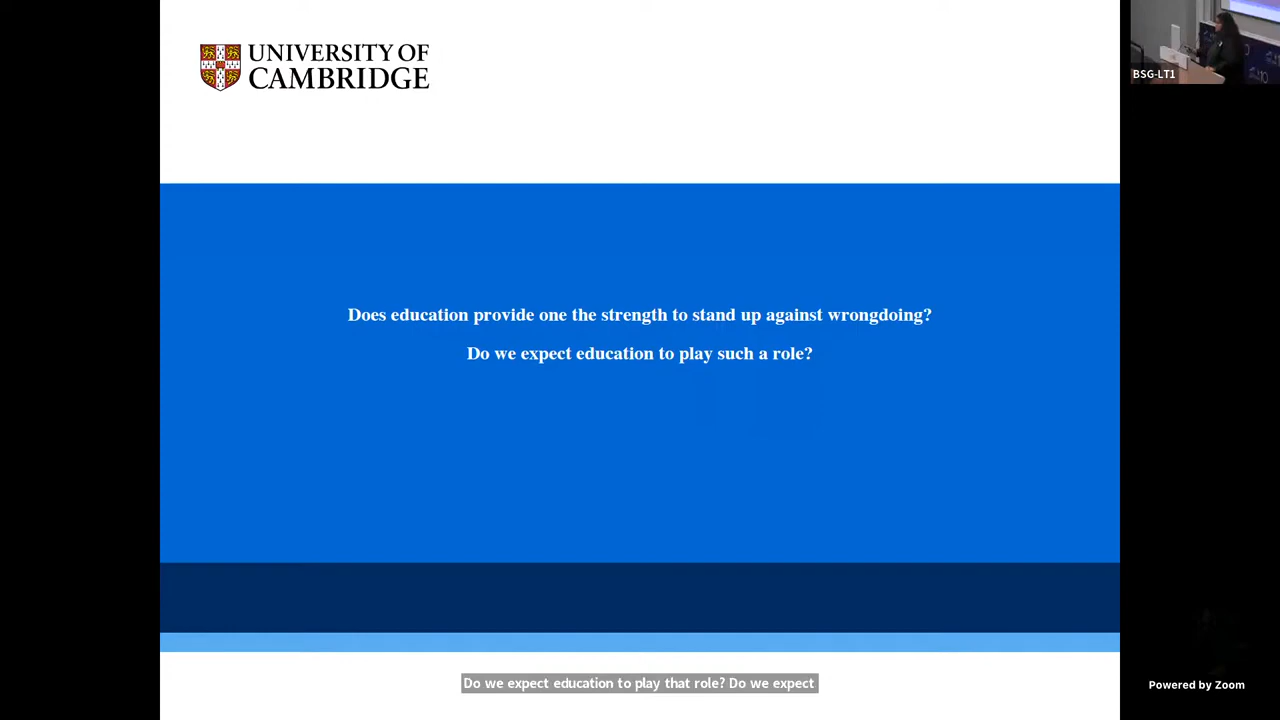 UNIVERSITY OF
CAMBRIDGE
BSG-LT1
Does education provide one the strength to stand up against wrongdoing?
Do we expect education to play such a role?
Do we expect education to play that role? Do we expect
Powered by Zoom